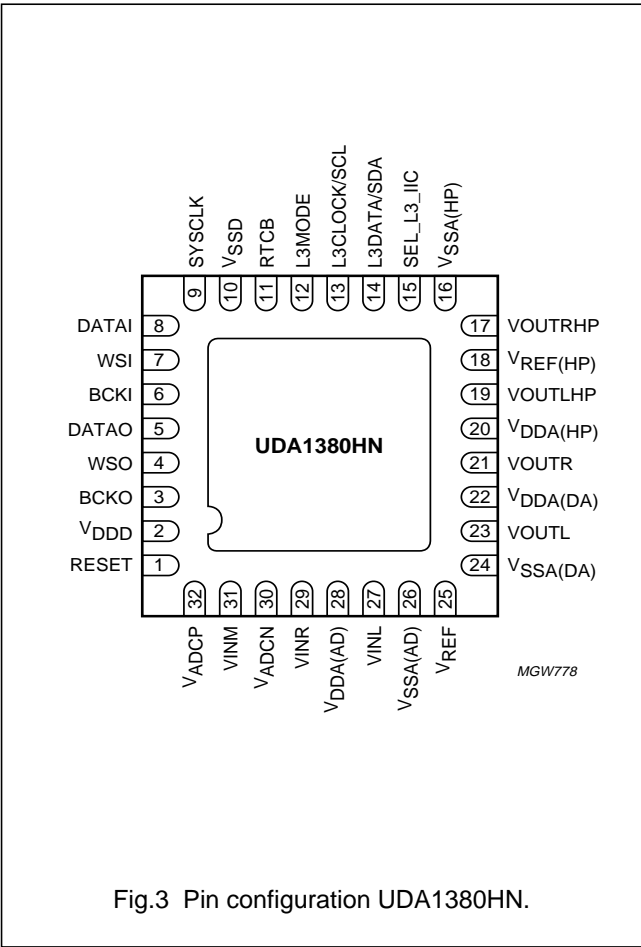 SYSCLK
VSSD
RTCB
L3MODE
L3CLOCK/SCL
L3DATA/SDA
SEL_L3_IIC
VSSA(HP)
9
10
11
12
13
14
15
16
DATAI 8
WSI 7
BCKI 6
DATAO 5
WSO 4
BCKO 3
VDDD 2
RESET 1
UDA1380HN
17 VOUTRHP
18 VREF(HP)
19 VOUTLHP
20 VDDA(HP)
21 VOUTR
22 VDDA(DA)
23 VOUTL
24 VSSA(DA)
32
31
30
29
28
27
26
25
VADCP
VINM
VADCN
VINR
VDDA(AD)
VINL
VSSA(AD)
VREF
MGW778
Fig.3 Pin configuration UDA1380HN.